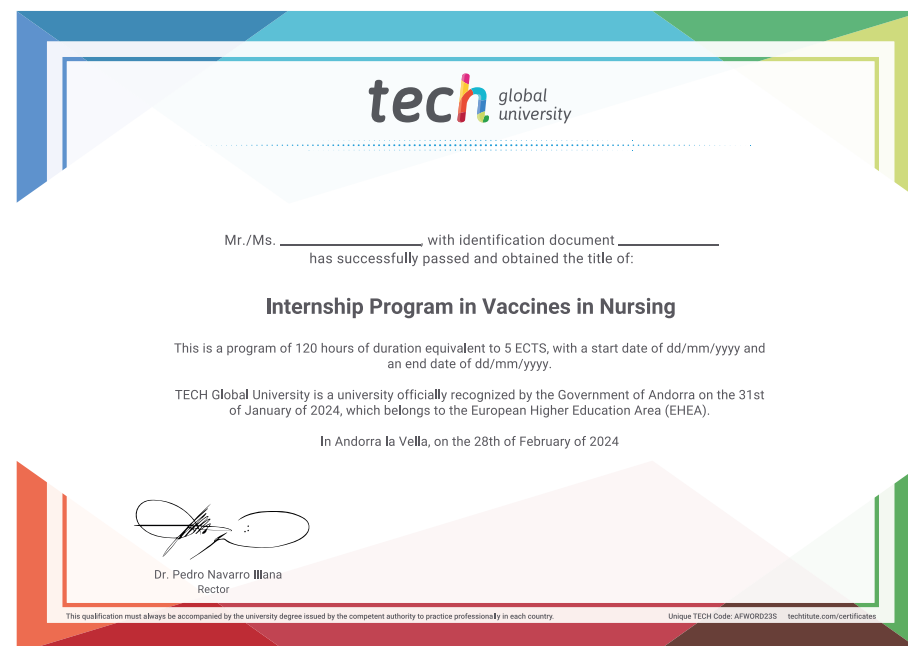 tech global
university
Mr./Ms. ____________________, with identification document ______________
has successfully passed and obtained the title of:
Internship Program in Vaccines in Nursing
This is a program of 120 hours of duration equivalent to 5 ECTS, with a start date of dd/mm/yyyy and
an end date of dd/mm/yyyy.
TECH Global University is a university officially recognized by the Government of Andorra on the 31st
of January of 2024, which belongs to the European Higher Education Area (EHEA).
In Andorra la Vella, on the 28th of February of 2024
Dr. Pedro Navarro Illana
Rector
This qualification must always be accompanied by the university degree issued by the competent authority to practice professionally in each country. Unique TECH Code: AFWORD23S techtitute.com/certificates